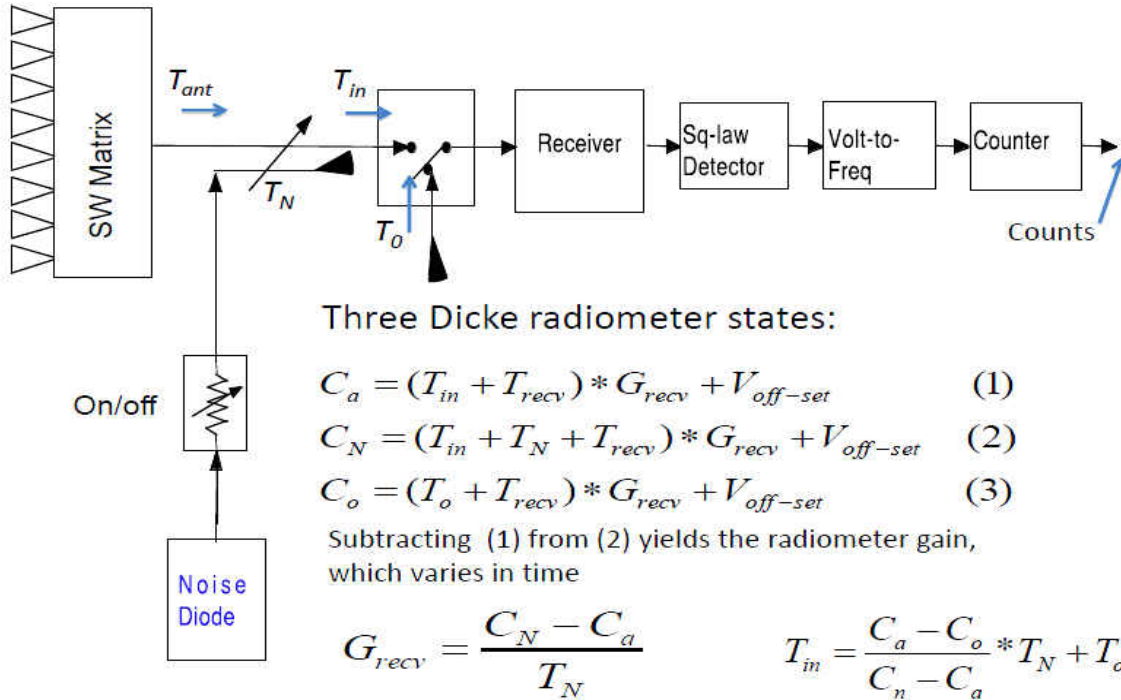 SW Matrix
T_ant
T_in
T_N
T_0
Receiver
Sq-law
Detector
Volt-to-
Freq
Counter
Counts
On/off
Noise
Diode
Three Dicke radiometer states:
C_a = (T_in + T_recv) * G_recv + V_off-set (1)
C_N = (T_in + T_N + T_recv) * G_recv + V_off-set (2)
C_o = (T_o + T_recv) * G_recv + V_off-set (3)
Subtracting (1) from (2) yields the radiometer gain,
which varies in time
G_recv = (C_N − C_a) / T_N
T_in = (C_a − C_o) / (C_n − C_a) * T_N + T_o